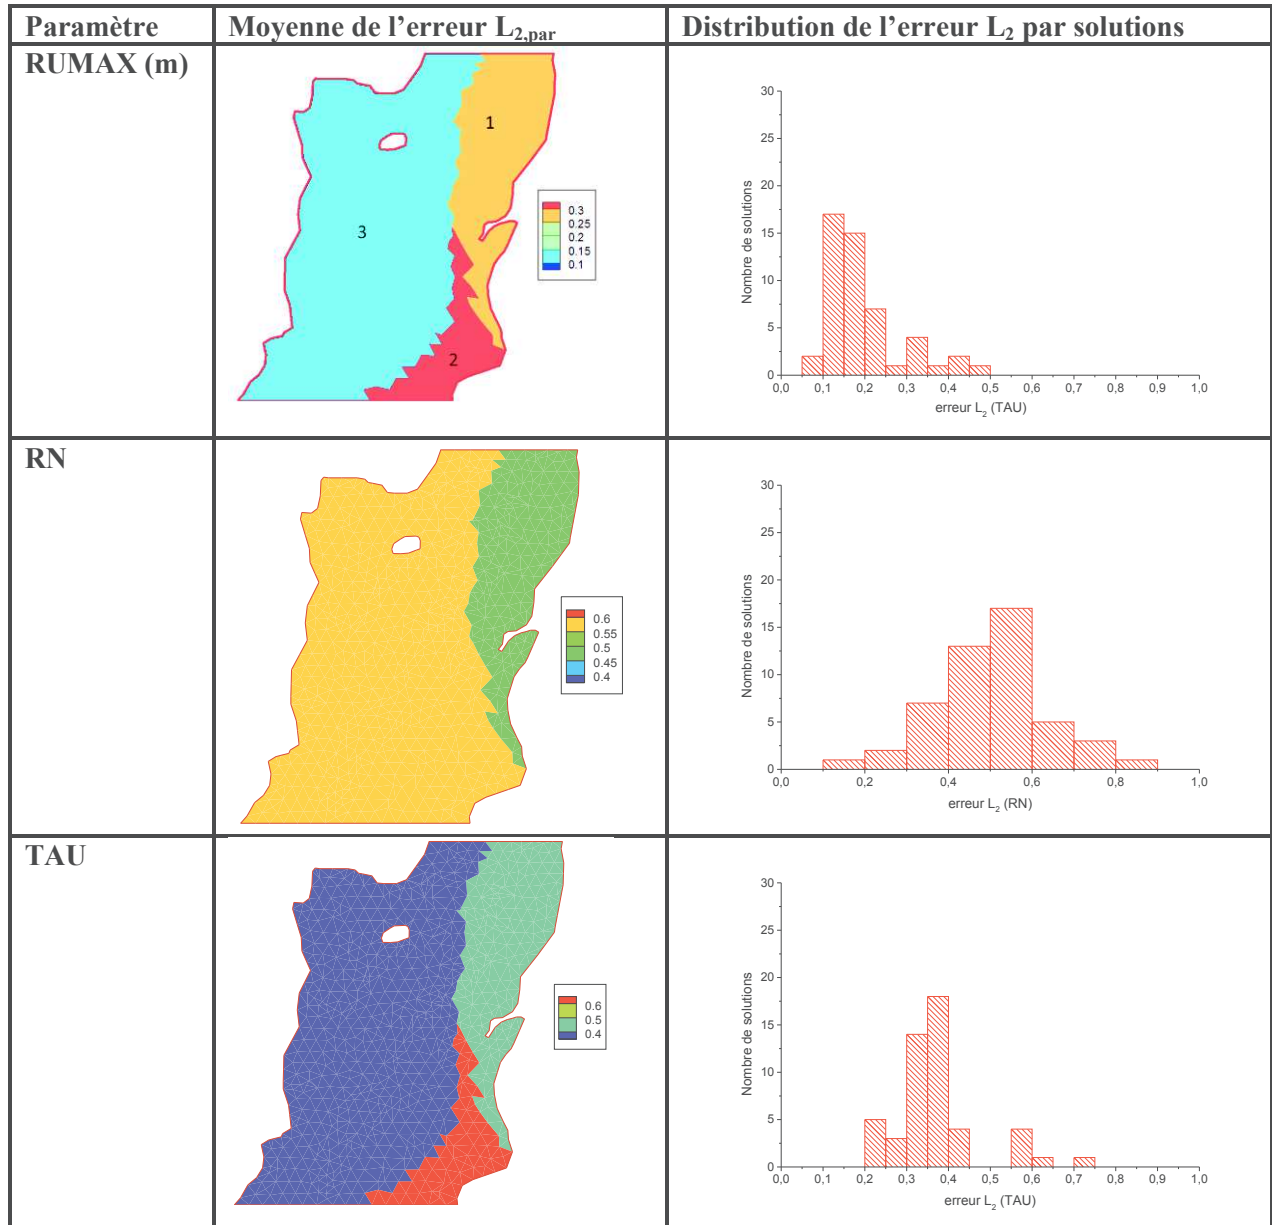 Paramètre
Moyenne de l'erreur L2,par
Distribution de l'erreur L2 par solutions
RUMAX (m)
1
3
2
0.3
0.25
0.2
0.15
0.1
Nombre de solutions
30
25
20
15
10
5
0
0,0 0,1 0,2 0,3 0,4 0,5 0,6 0,7 0,8 0,9 1,0
erreur L2 (TAU)
RN
0.6
0.55
0.5
0.45
0.4
Nombre de solutions
30
25
20
15
10
5
0
0,0 0,2 0,4 0,6 0,8 1,0
erreur L2 (RN)
TAU
0.6
0.5
0.4
Nombre de solutions
30
25
20
15
10
5
0
0,0 0,1 0,2 0,3 0,4 0,5 0,6 0,7 0,8 0,9 1,0
erreur L2 (TAU)